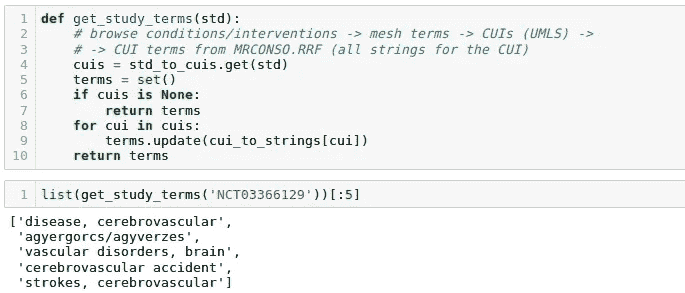 1 def get_study_terms(std):
2 # browse conditions/interventions -> mesh terms -> CUIs (UMLS) ->
3 # -> CUI terms from MRCONSO.RRF (all strings for the CUI)
4 cuis = std_to_cuis.get(std)
5 terms = set()
6 if cuis is None:
7 return terms
8 for cui in cuis:
9 terms.update(cui_to_strings[cui])
10 return terms
1 list(get_study_terms('NCT03366129'))[:5]
['disease, cerebrovascular',
'agyergorcs/agyverzes',
'vascular disorders, brain',
'cerebrovascular accident',
'strokes, cerebrovascular']